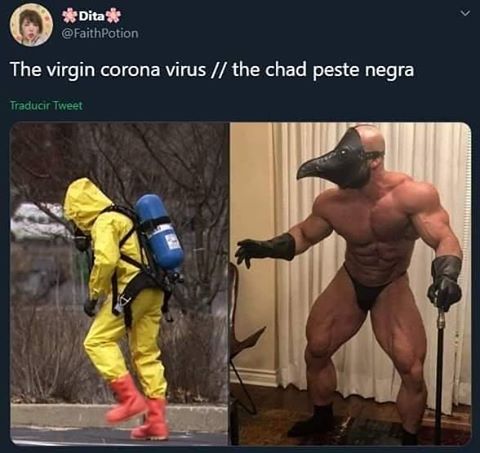 🌸Dita🌸
@FaithPotion
The virgin corona virus // the chad peste negra
Traducir Tweet